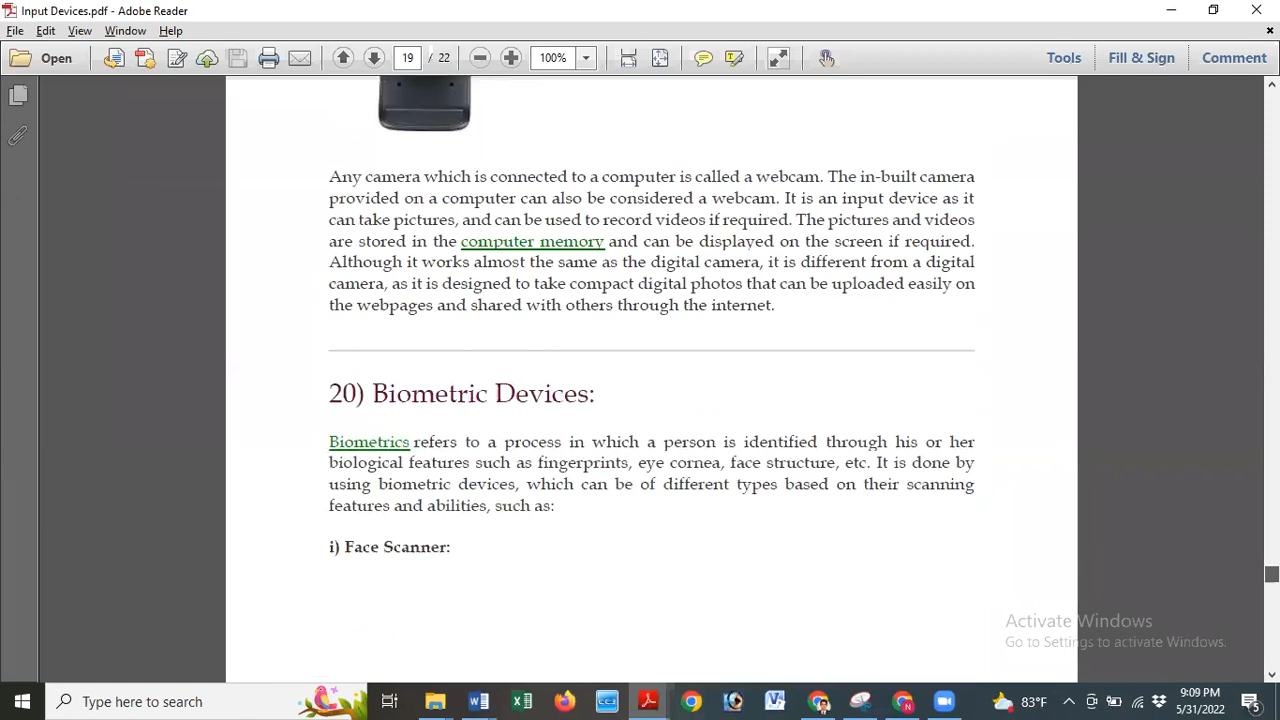 Input Devices.pdf - Adobe Reader
File Edit View Window Help
Open 19 / 22 100% Tools Fill & Sign Comment
Any camera which is connected to a computer is called a webcam. The in-built camera
provided on a computer can also be considered a webcam. It is an input device as it
can take pictures, and can be used to record videos if required. The pictures and videos
are stored in the computer memory and can be displayed on the screen if required.
Although it works almost the same as the digital camera, it is different from a digital
camera, as it is designed to take compact digital photos that can be uploaded easily on
the webpages and shared with others through the internet.
20) Biometric Devices:
Biometrics refers to a process in which a person is identified through his or her
biological features such as fingerprints, eye cornea, face structure, etc. It is done by
using biometric devices, which can be of different types based on their scanning
features and abilities, such as:
i) Face Scanner:
Activate Windows
Go to Settings to activate Windows.
Type here to search
83°F
9:09 PM
5/31/2022
5